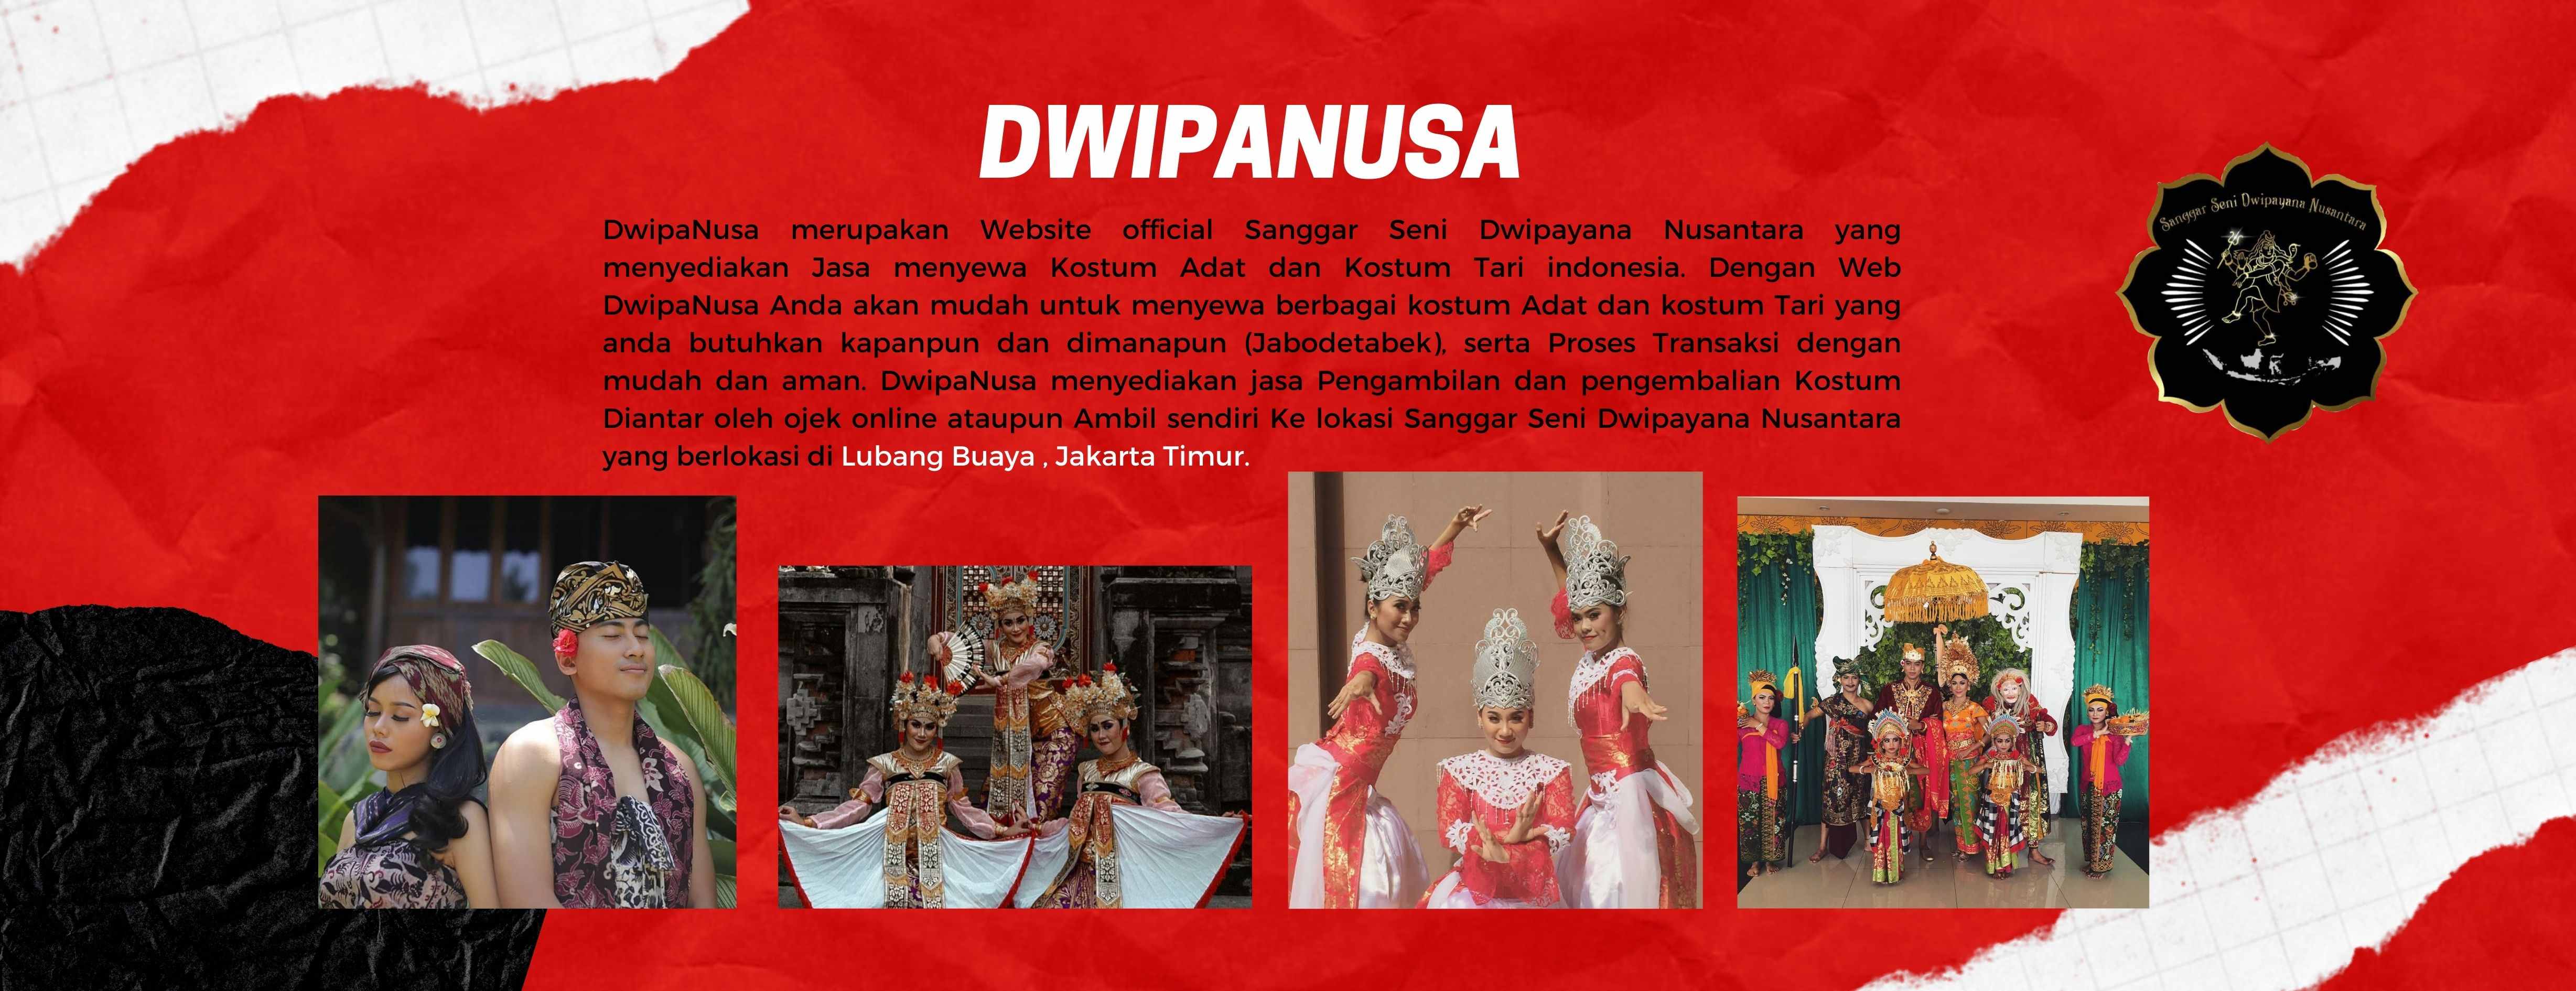 DWIPANUSA
DwipaNusa merupakan Website official Sanggar Seni Dwipayana Nusantara yang
menyediakan Jasa menyewa Kostum Adat dan Kostum Tari indonesia. Dengan Web
DwipaNusa Anda akan mudah untuk menyewa berbagai kostum Adat dan kostum Tari yang
anda butuhkan kapanpun dan dimanapun (Jabodetabek), serta Proses Transaksi dengan
mudah dan aman. DwipaNusa menyediakan jasa Pengambilan dan pengembalian Kostum
Diantar oleh ojek online ataupun Ambil sendiri Ke lokasi Sanggar Seni Dwipayana Nusantara
yang berlokasi di Lubang Buaya , Jakarta Timur.
Sanggar Seni Dwipayana Nusantara